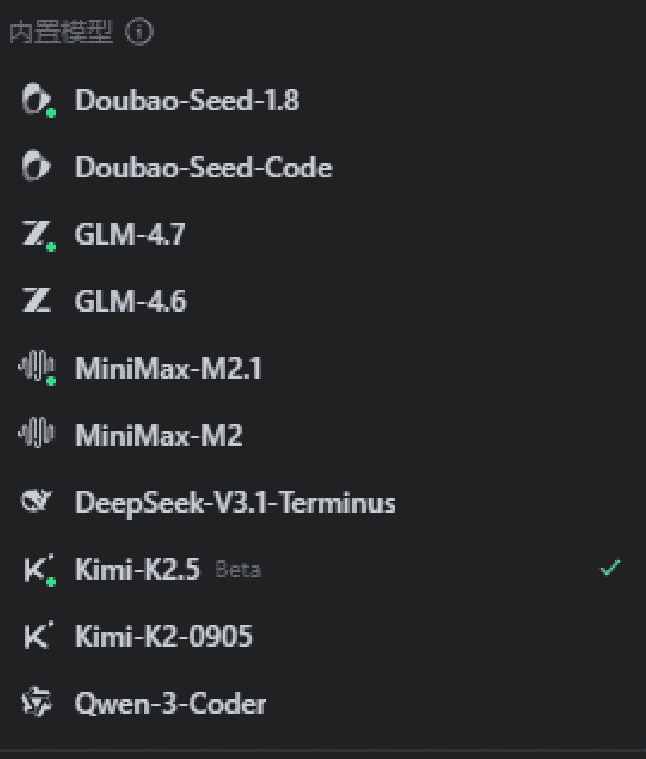 内置模型
Doubao-Seed-1.8
Doubao-Seed-Code
GLM-4.7
GLM-4.6
MiniMax-M2.1
MiniMax-M2
DeepSeek-V3.1-Terminus
Kimi-K2.5 Beta
Kimi-K2-0905
Qwen-3-Coder